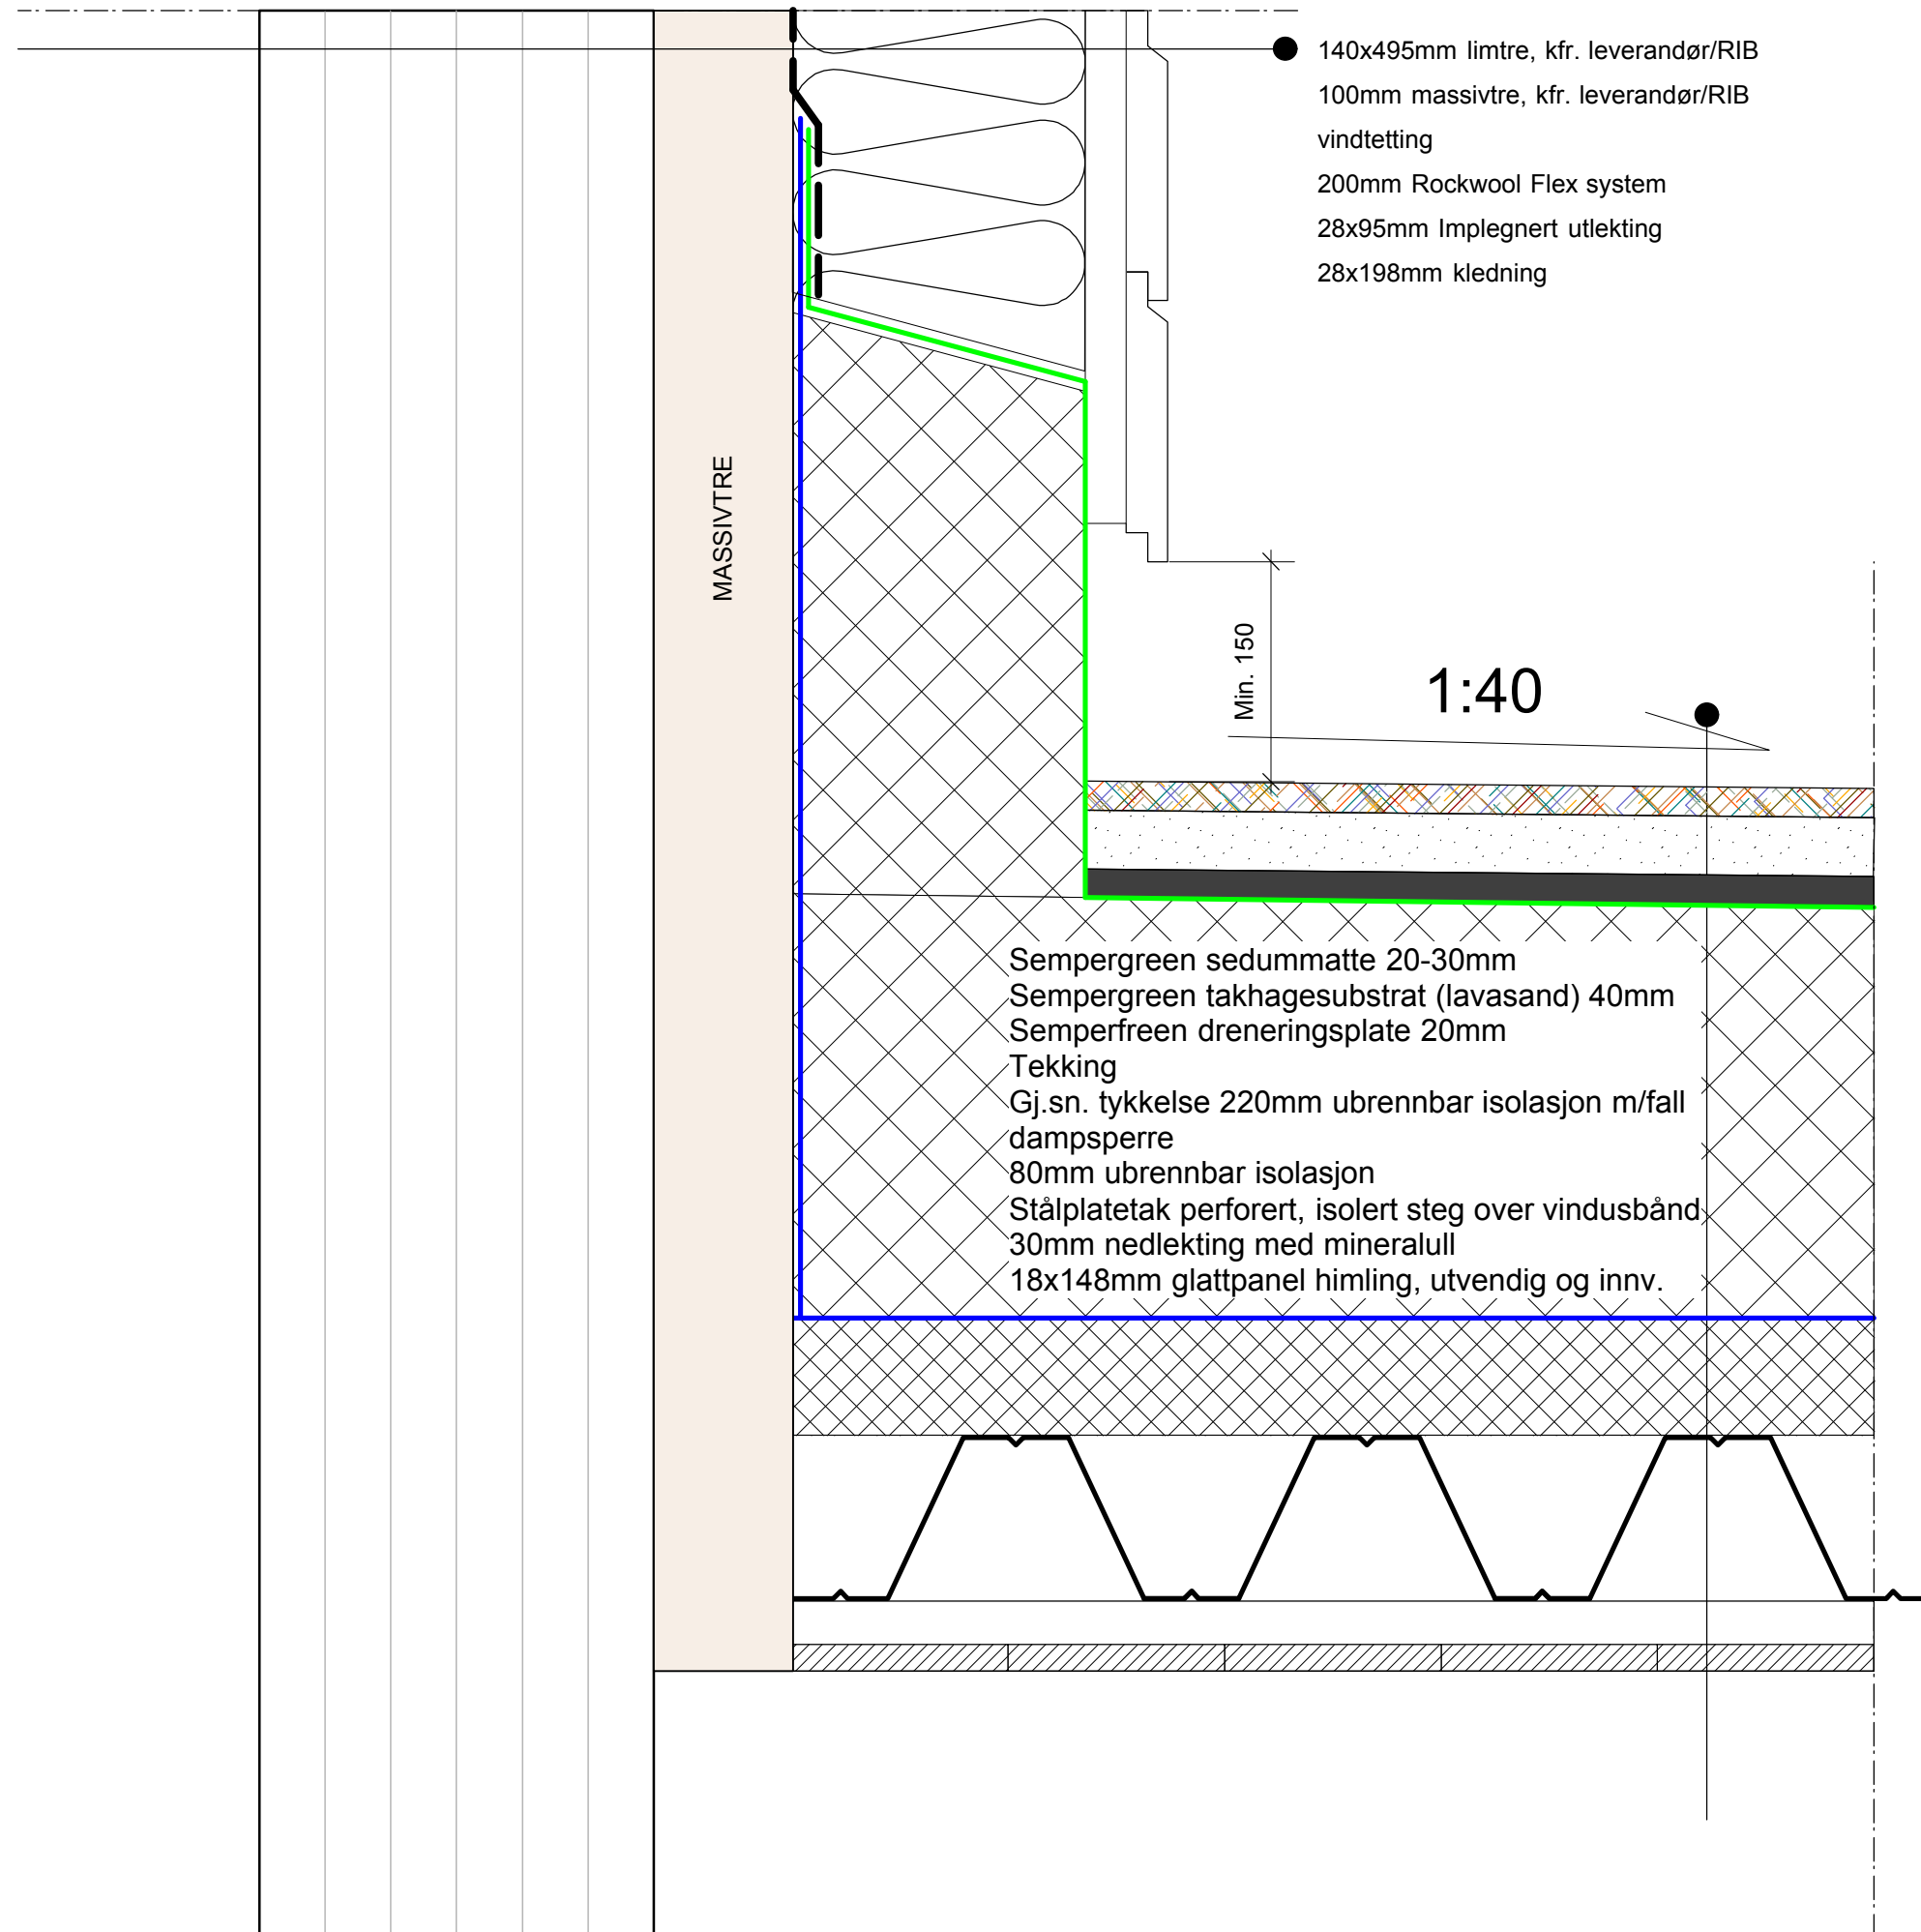 140x495mm limtre, kfr. leverandør/RIB
100mm massivtre, kfr. leverandør/RIB
vindtetting
200mm Rockwool Flex system
28x95mm Implegnert utlekting
28x198mm kledning
MASSIVTRE
Min. 150
1:40
Sempergreen sedummatte 20-30mm
Sempergreen takhagesubstrat (lavasand) 40mm
Semperfreen dreneringsplate 20mm
Tekking
Gj.sn. tykkelse 220mm ubrennbar isolasjon m/fall
dampsperre
80mm ubrennbar isolasjon
Stålplatetak perforert, isolert steg over vindusbånd
30mm nedlekting med mineralull
18x148mm glattpanel himling, utvendig og innv.